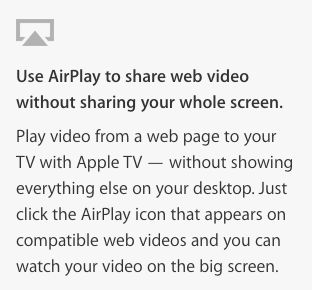 Use AirPlay to share web video
without sharing your whole screen.
Play video from a web page to your
TV with Apple TV — without showing
everything else on your desktop. Just
click the AirPlay icon that appears on
compatible web videos and you can
watch your video on the big screen.